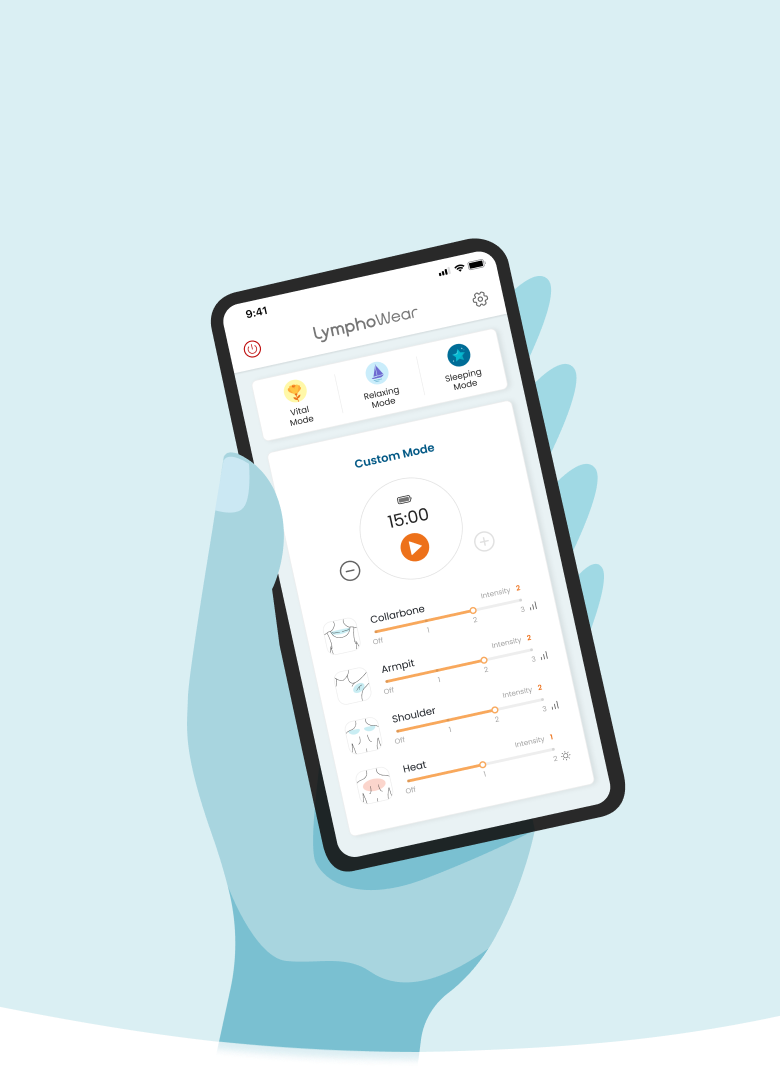 9:41
LymphoWear
Vital
Mode
Relaxing
Mode
Sleeping
Mode
Custom Mode
15:00
Collarbone
Intensity 2
Off 1 2 3
Armpit
Intensity 2
Off 1 2 3
Shoulder
Intensity 2
Off 1 2 3
Heat
Intensity 1
Off 1 2